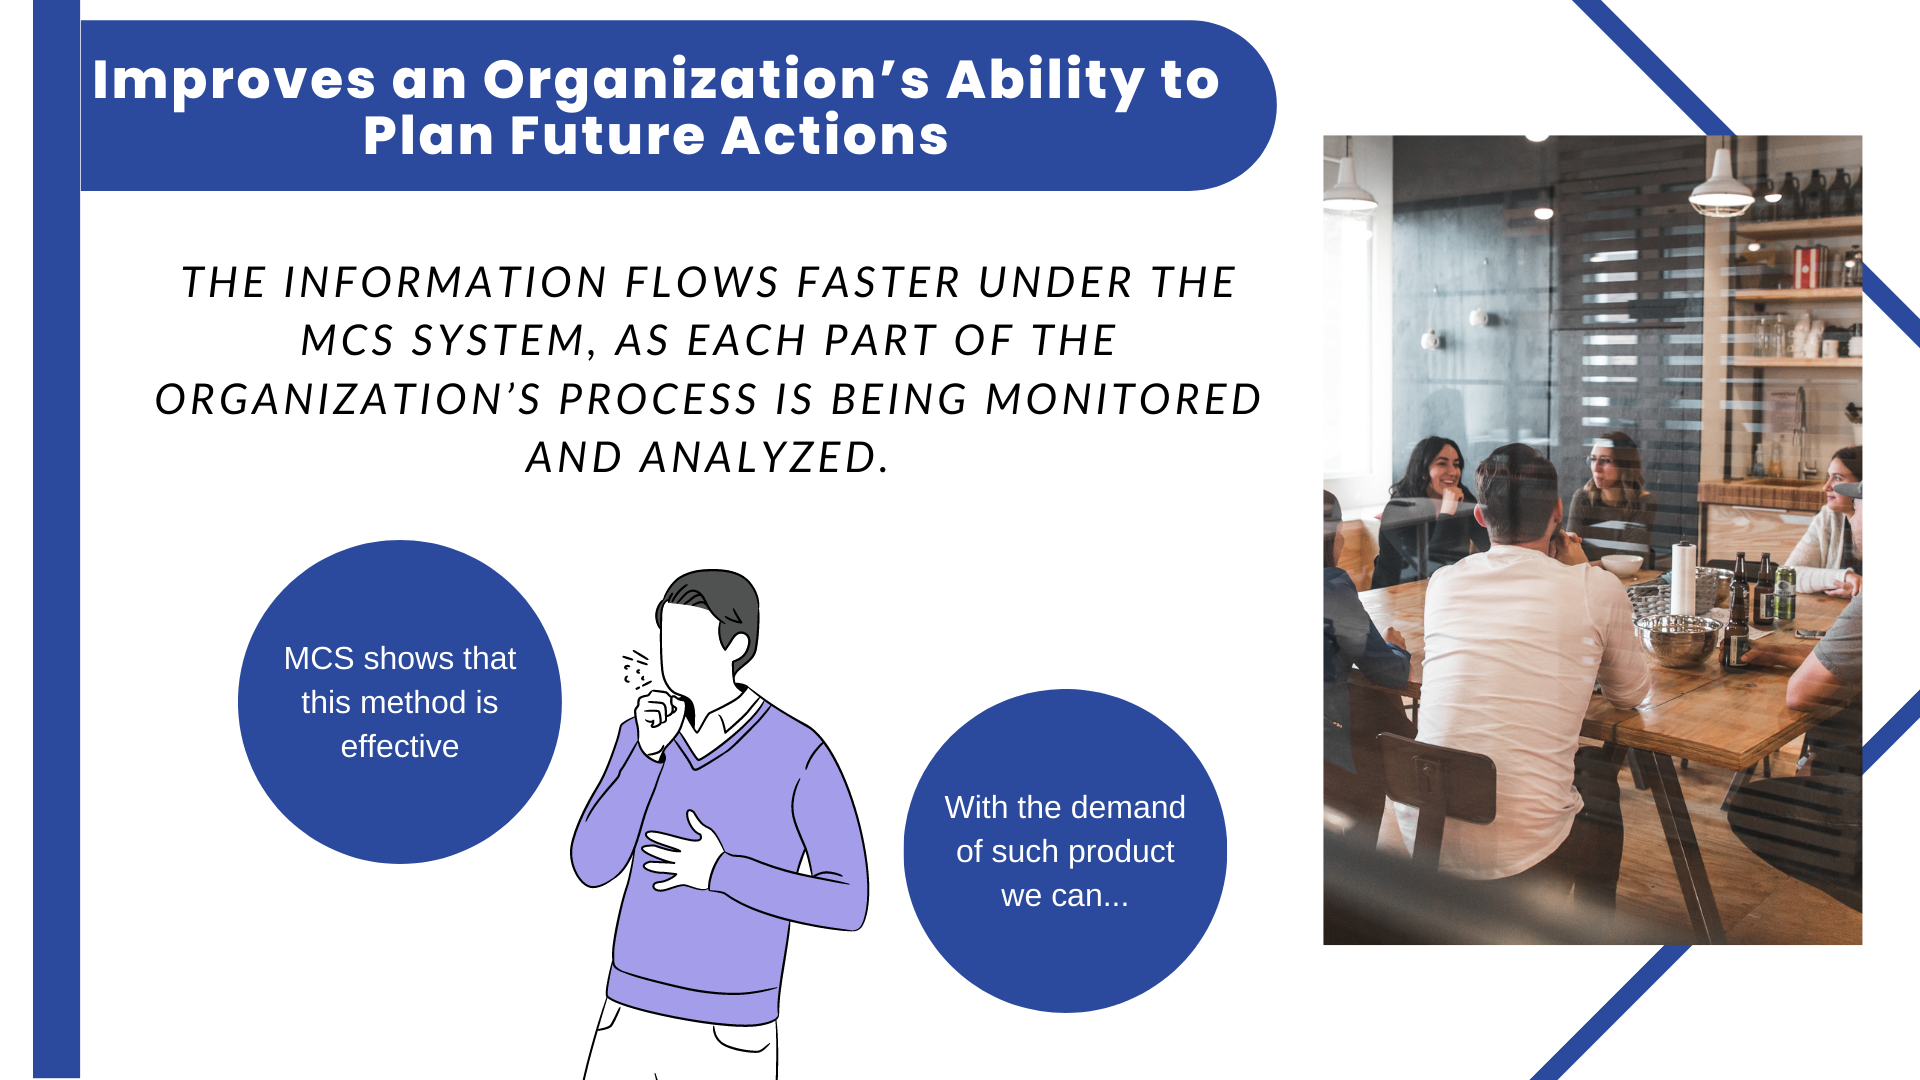 Improves an Organization’s Ability to
Plan Future Actions
THE INFORMATION FLOWS FASTER UNDER THE
MCS SYSTEM, AS EACH PART OF THE
ORGANIZATION’S PROCESS IS BEING MONITORED
AND ANALYZED.
MCS shows that
this method is
effective
With the demand
of such product
we can...